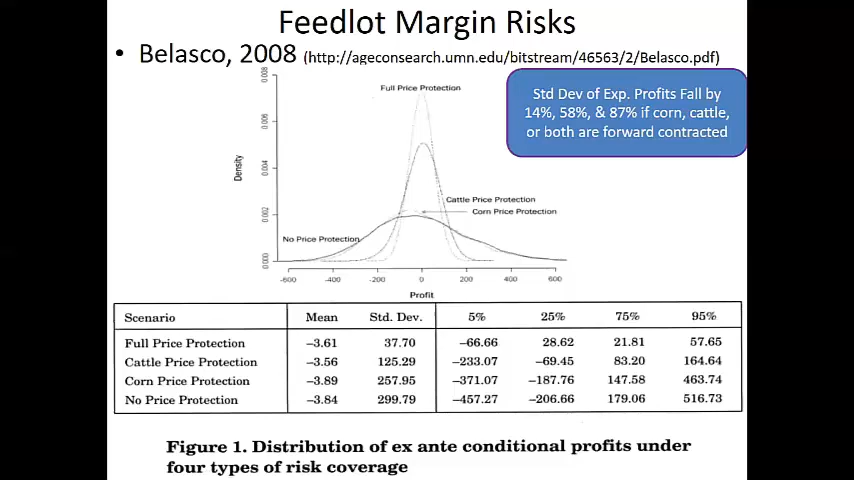 Feedlot Margin Risks
• Belasco, 2008 (http://ageconsearch.umn.edu/bitstream/46563/2/Belasco.pdf)
Std Dev of Exp. Profits Fall by
14%, 58%, & 87% if corn, cattle,
or both are forward contracted
Full Price Protection
Cattle Price Protection
Corn Price Protection
No Price Protection
Density
0.008
0.006
0.004
0.002
0.000
-600 -400 -200 0 200 400 600
Profit
Scenario Mean Std. Dev. 5% 25% 75% 95%
Full Price Protection −3.61 37.70 −66.66 28.62 21.81 57.65
Cattle Price Protection −3.56 125.29 −233.07 −69.45 83.20 164.64
Corn Price Protection −3.89 257.95 −371.07 −187.76 147.58 463.74
No Price Protection −3.84 299.79 −457.27 −206.66 179.06 516.73
Figure 1. Distribution of ex ante conditional profits under
four types of risk coverage